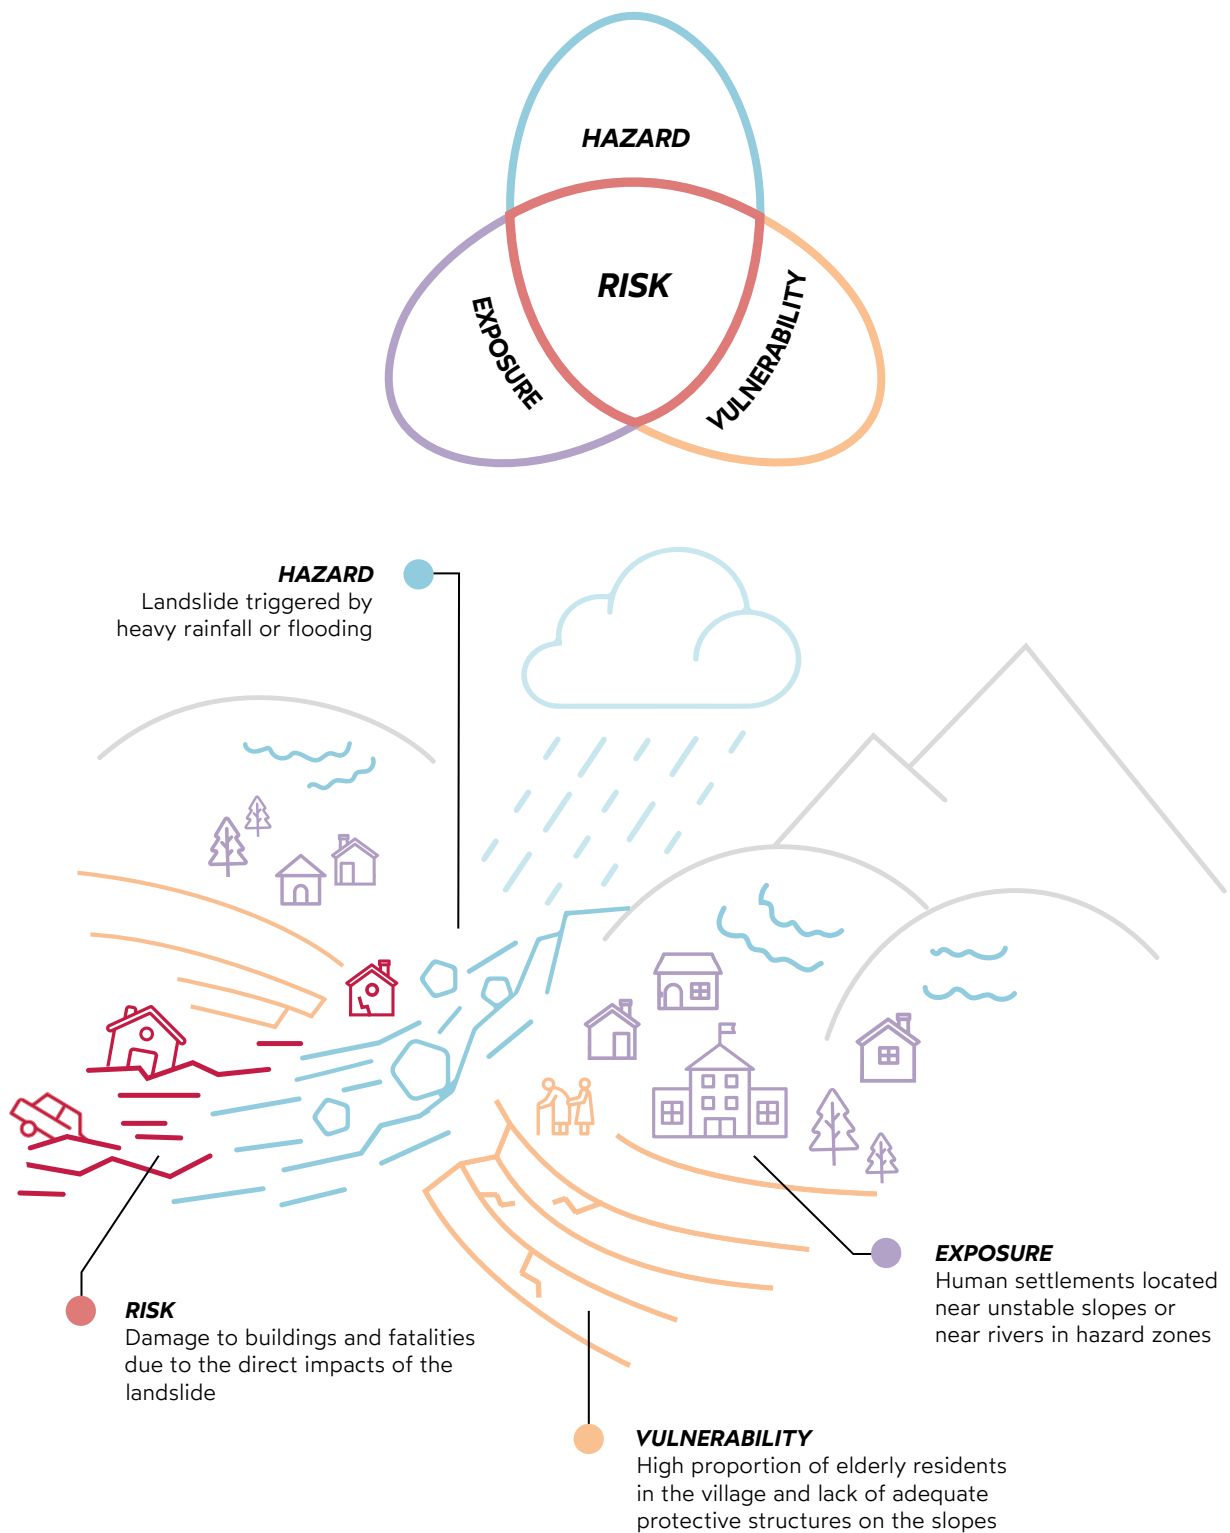 HAZARD
RISK
EXPOSURE
VULNERABILITY
HAZARD
Landslide triggered by
heavy rainfall or flooding
EXPOSURE
Human settlements located
near unstable slopes or
near rivers in hazard zones
RISK
Damage to buildings and fatalities
due to the direct impacts of the
landslide
VULNERABILITY
High proportion of elderly residents
in the village and lack of adequate
protective structures on the slopes